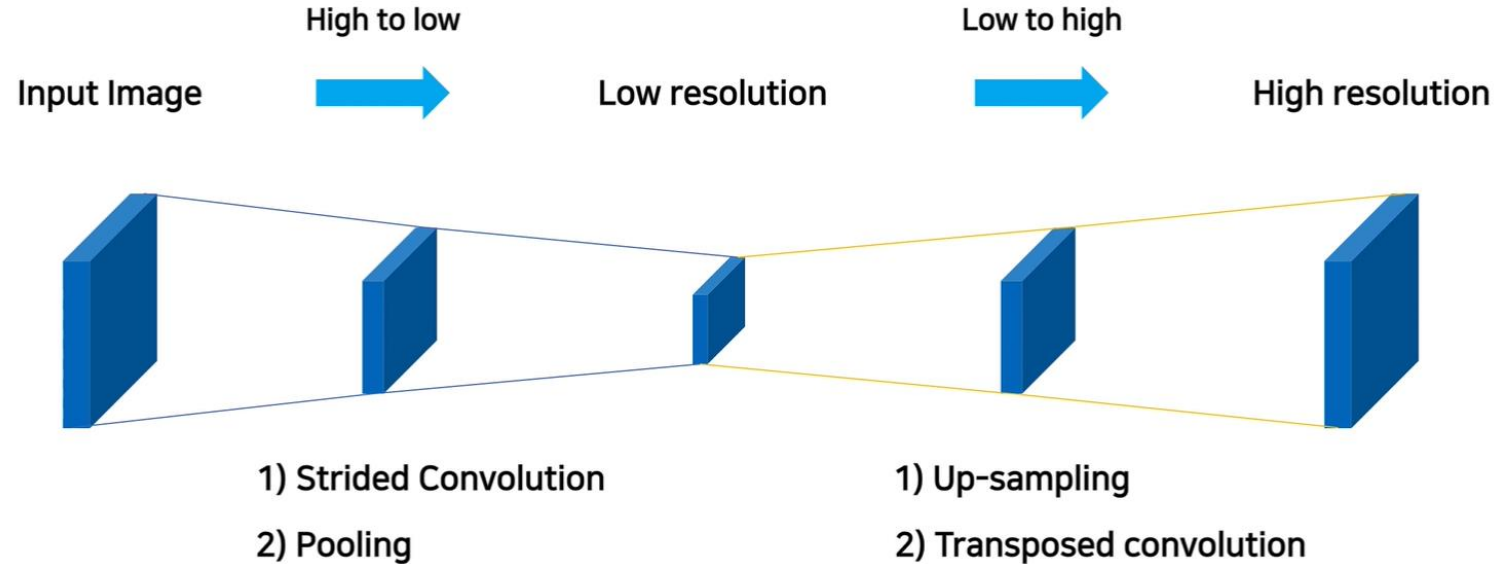 High to low
Low to high
Input Image
Low resolution
High resolution
1) Strided Convolution
2) Pooling
1) Up-sampling
2) Transposed convolution